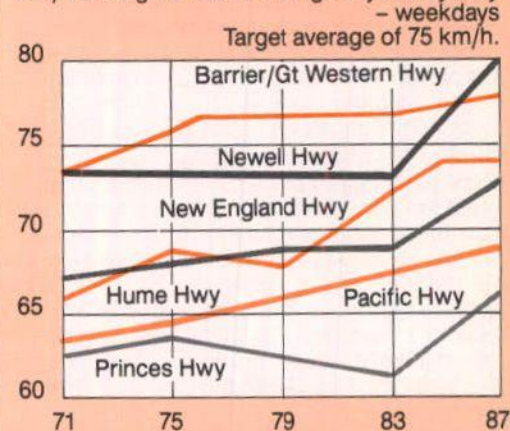 – weekdays
Target average of 75 km/h.
80
Barrier/Gt Western Hwy
75
Newell Hwy
New England Hwy
70
Hume Hwy
Pacific Hwy
65
Princes Hwy
60
71 75 79 83 87